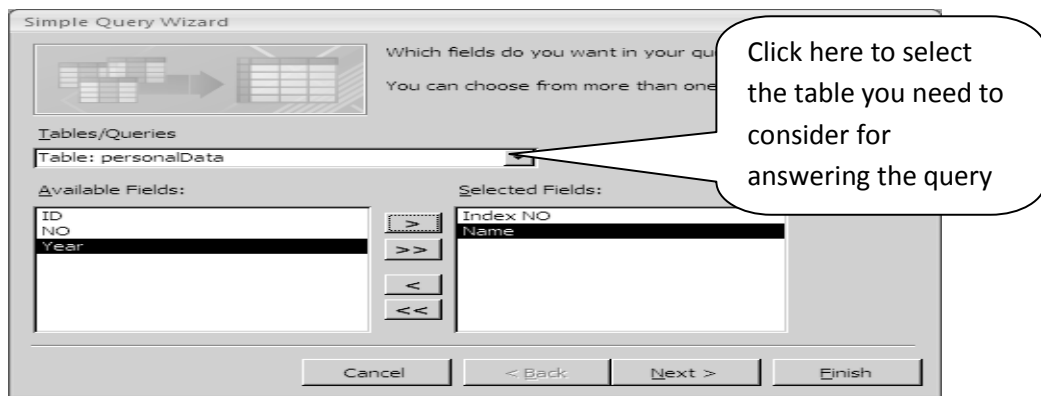 Simple Query Wizard
Which fields do you want in your qu
You can choose from more than one
Click here to select
the table you need to
consider for
answering the query
Tables/Queries
Table: personalData
Available Fields:
Selected Fields:
ID
NO
Year
>
>>
<
<<
Index NO
Name
Cancel
< Back
Next >
Finish